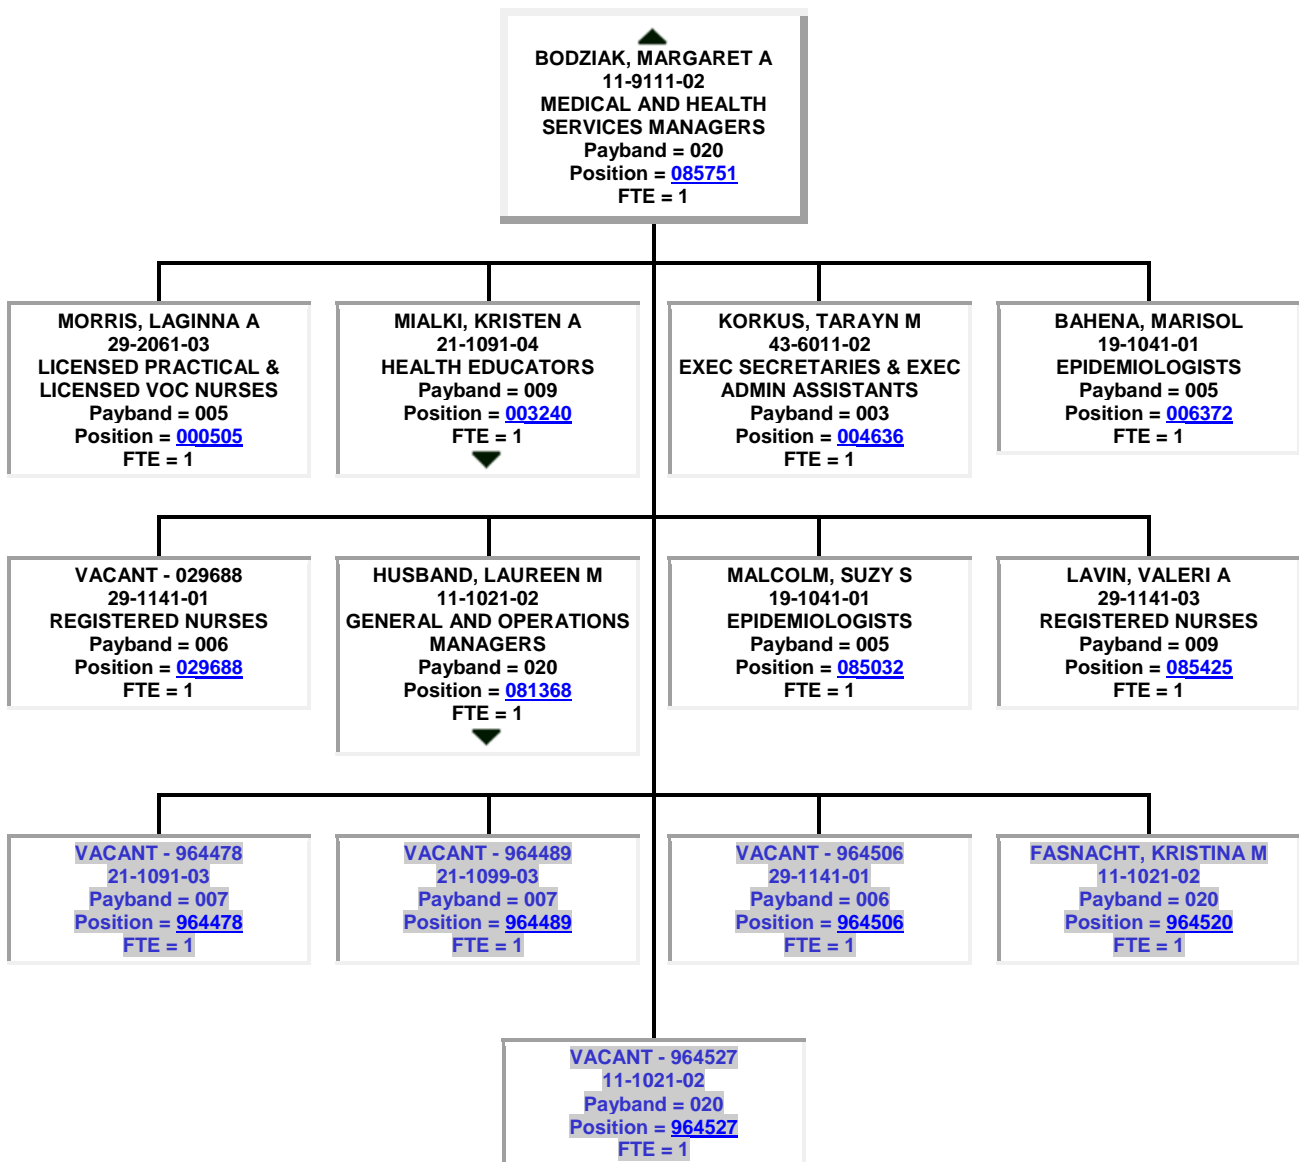 BODZIAK, MARGARET A
11-9111-02
MEDICAL AND HEALTH
SERVICES MANAGERS
Payband = 020
Position = 085751
FTE = 1
MORRIS, LAGINNA A
29-2061-03
LICENSED PRACTICAL &
LICENSED VOC NURSES
Payband = 005
Position = 000505
FTE = 1
MIALKI, KRISTEN A
21-1091-04
HEALTH EDUCATORS
Payband = 009
Position = 003240
FTE = 1
KORKUS, TARAYN M
43-6011-02
EXEC SECRETARIES & EXEC
ADMIN ASSISTANTS
Payband = 003
Position = 004636
FTE = 1
BAHENA, MARISOL
19-1041-01
EPIDEMIOLOGISTS
Payband = 005
Position = 006372
FTE = 1
VACANT - 029688
29-1141-01
REGISTERED NURSES
Payband = 006
Position = 029688
FTE = 1
HUSBAND, LAUREEN M
11-1021-02
GENERAL AND OPERATIONS
MANAGERS
Payband = 020
Position = 081368
FTE = 1
MALCOLM, SUZY S
19-1041-01
EPIDEMIOLOGISTS
Payband = 005
Position = 085032
FTE = 1
LAVIN, VALERI A
29-1141-03
REGISTERED NURSES
Payband = 009
Position = 085425
FTE = 1
VACANT - 964478
21-1091-03
Payband = 007
Position = 964478
FTE = 1
VACANT - 964489
21-1099-03
Payband = 007
Position = 964489
FTE = 1
VACANT - 964506
29-1141-01
Payband = 006
Position = 964506
FTE = 1
FASNACHT, KRISTINA M
11-1021-02
Payband = 020
Position = 964520
FTE = 1
VACANT - 964527
11-1021-02
Payband = 020
Position = 964527
FTE = 1